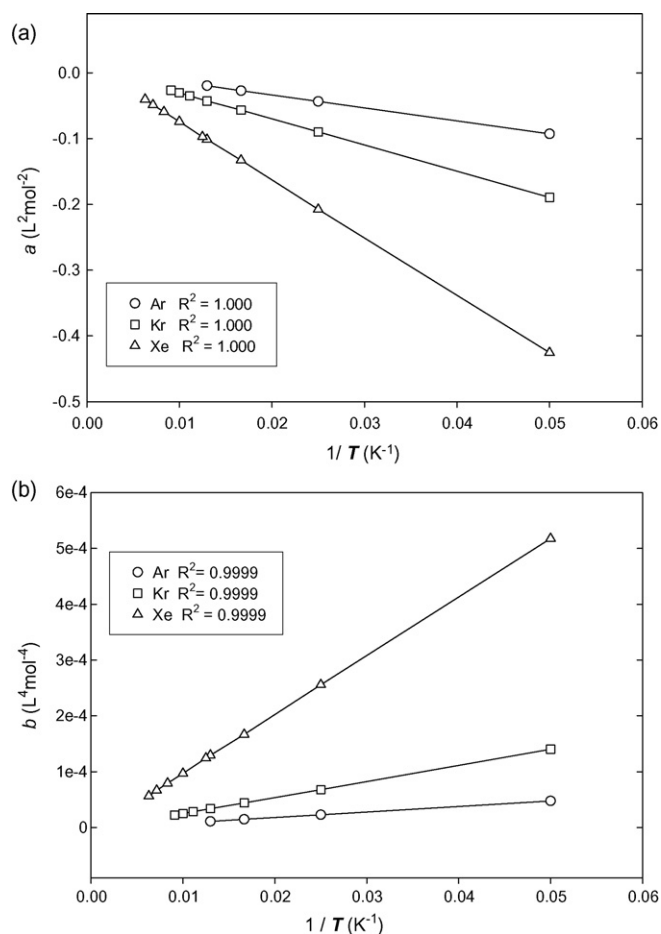 (a)
0.0
-0.1
-0.2
-0.3
-0.4
-0.5
a (L²mol⁻²)
Ar R² = 1.000
Kr R² = 1.000
Xe R² = 1.000
0.00 0.01 0.02 0.03 0.04 0.05 0.06
1/ T (K⁻¹)
(b)
6e-4
5e-4
4e-4
3e-4
2e-4
1e-4
0
b (L⁴mol⁻⁴)
Ar R²= 0.9999
Kr R²= 0.9999
Xe R²= 0.9999
0.00 0.01 0.02 0.03 0.04 0.05 0.06
1 / T (K⁻¹)